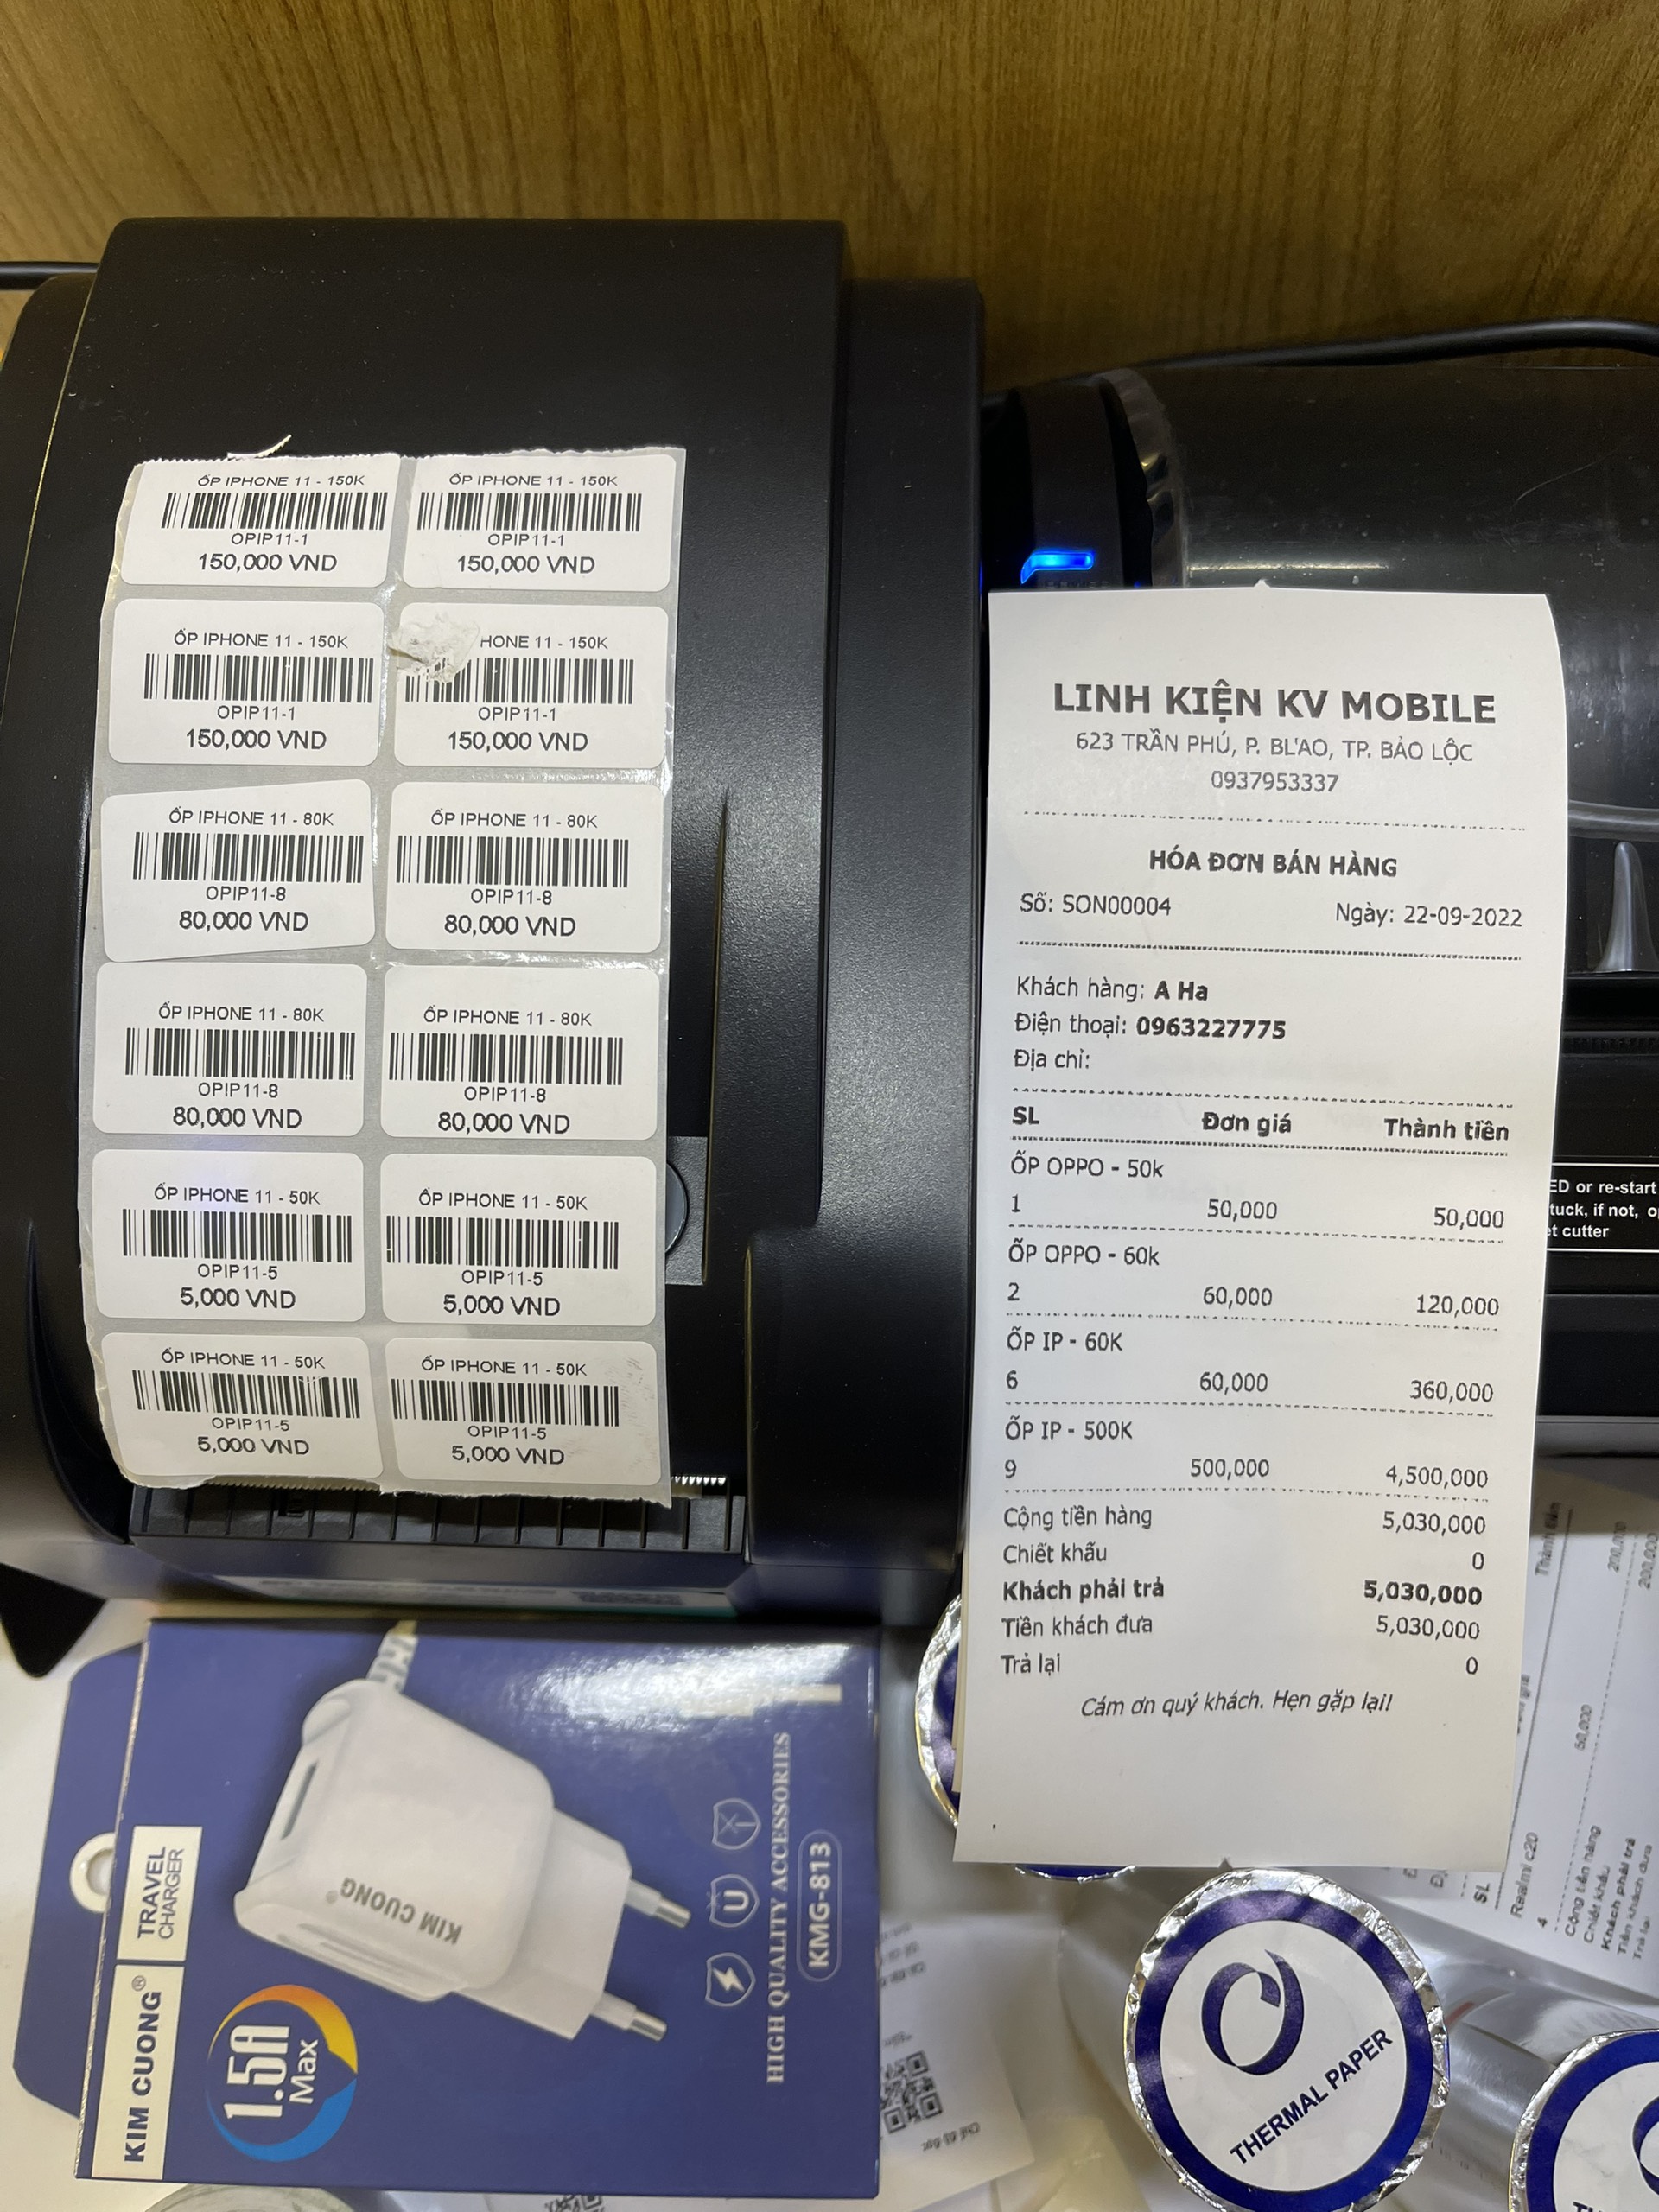 ỐP IPHONE 11 - 150K
OPIP11-1
150,000 VND
ỐP IPHONE 11 - 150K
OPIP11-1
150,000 VND
ỐP IPHONE 11 - 150K
OPIP11-1
150,000 VND
HONE 11 - 150K
OPIP11-1
150,000 VND
ỐP IPHONE 11 - 80K
OPIP11-8
80,000 VND
ỐP IPHONE 11 - 80K
OPIP11-8
80,000 VND
ỐP IPHONE 11 - 80K
OPIP11-8
80,000 VND
ỐP IPHONE 11 - 80K
OPIP11-8
80,000 VND
ỐP IPHONE 11 - 50K
OPIP11-5
5,000 VND
ỐP IPHONE 11 - 50K
OPIP11-5
5,000 VND
ỐP IPHONE 11 - 50K
OPIP11-5
5,000 VND
ỐP IPHONE 11 - 50K
OPIP11-5
5,000 VND
LINH KIỆN KV MOBILE
623 TRẦN PHÚ, P. BL'AO, TP. BẢO LỘC
0937953337
HÓA ĐƠN BÁN HÀNG
Số: SON00004 Ngày: 22-09-2022
Khách hàng: A Ha
Điện thoại: 0963227775
Địa chỉ:
SL Đơn giá Thành tiền
ỐP OPPO - 50k
1 50,000 50,000
ỐP OPPO - 60k
2 60,000 120,000
ỐP IP - 60K
6 60,000 360,000
ỐP IP - 500K
9 500,000 4,500,000
Cộng tiền hàng 5,030,000
Chiết khấu 0
Khách phải trả 5,030,000
Tiền khách đưa 5,030,000
Trả lại 0
Cám ơn quý khách. Hẹn gặp lại!
ED or re-start
tuck, if not,
et cutter
KIM CUONG®
TRAVEL
CHARGER
1.5A
Max
KIM CUONG®
HIGH QUALITY ACCESSORIES
KMG-813
THERMAL PAPER
Thành tiền
200,000
200,000
50,000
SL
Realmi c20
4
Cộng tiền hàng
Chiết khấu
Khách phải trả
Tiền khách đưa
Trả lại